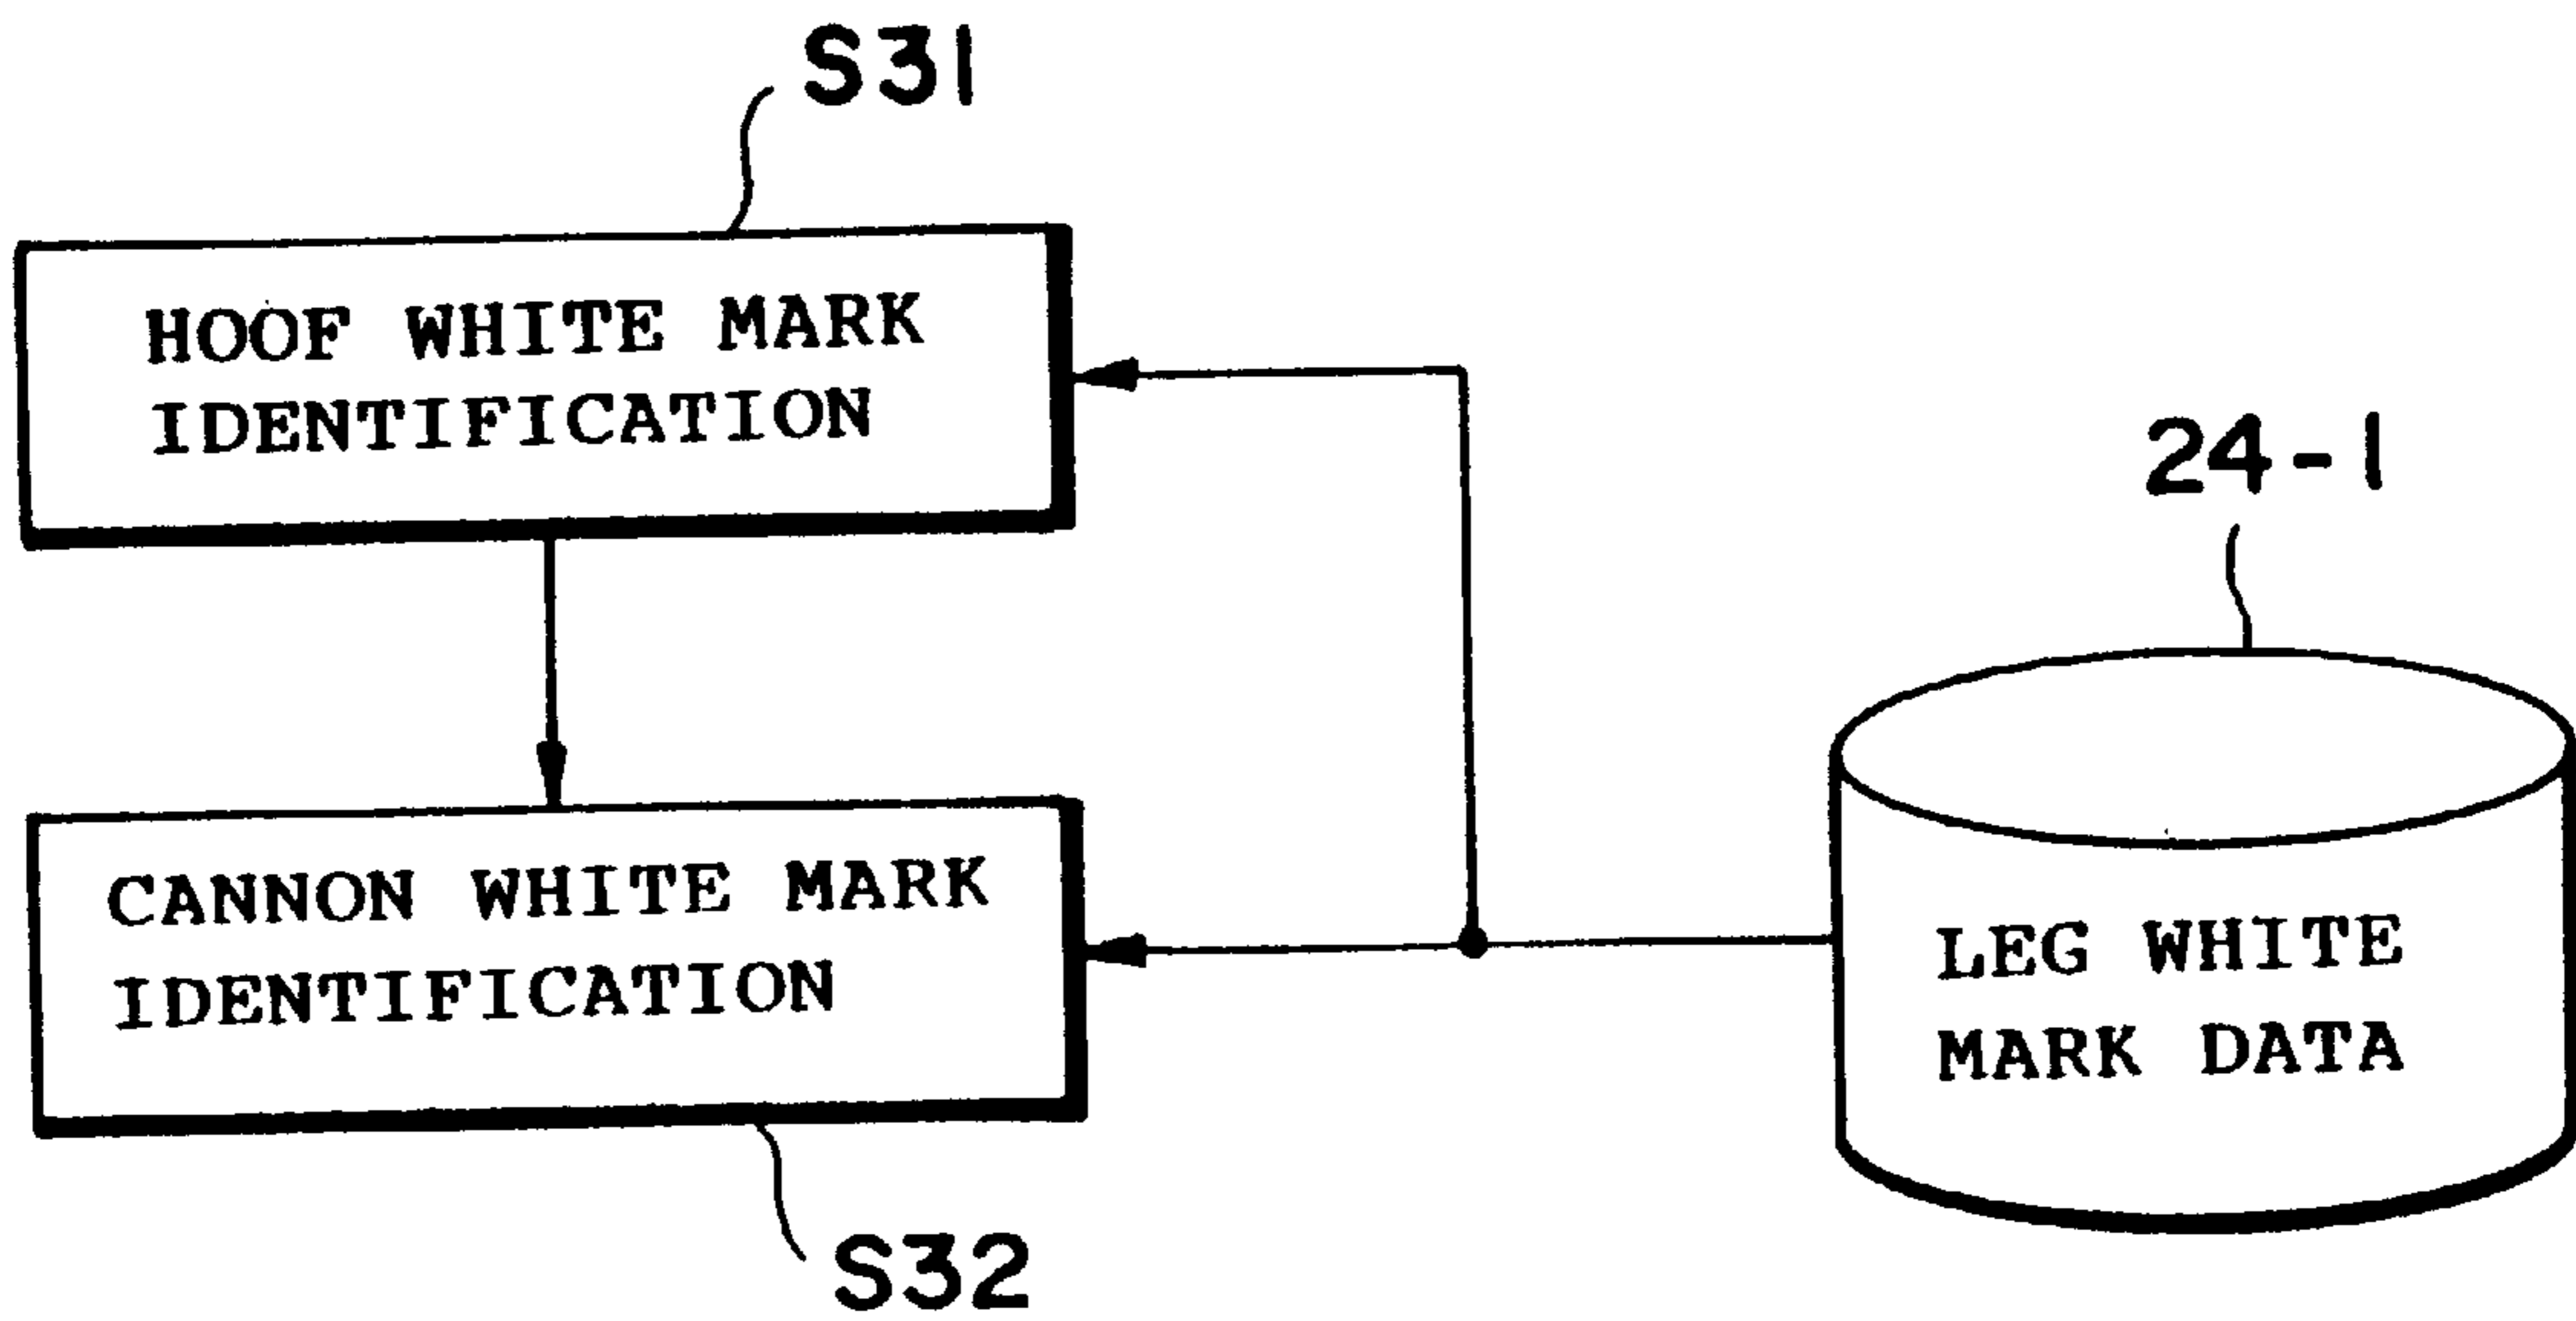 S31
HOOF WHITE MARK
IDENTIFICATION
24-1
CANNON WHITE MARK
IDENTIFICATION
LEG WHITE
MARK DATA
S32